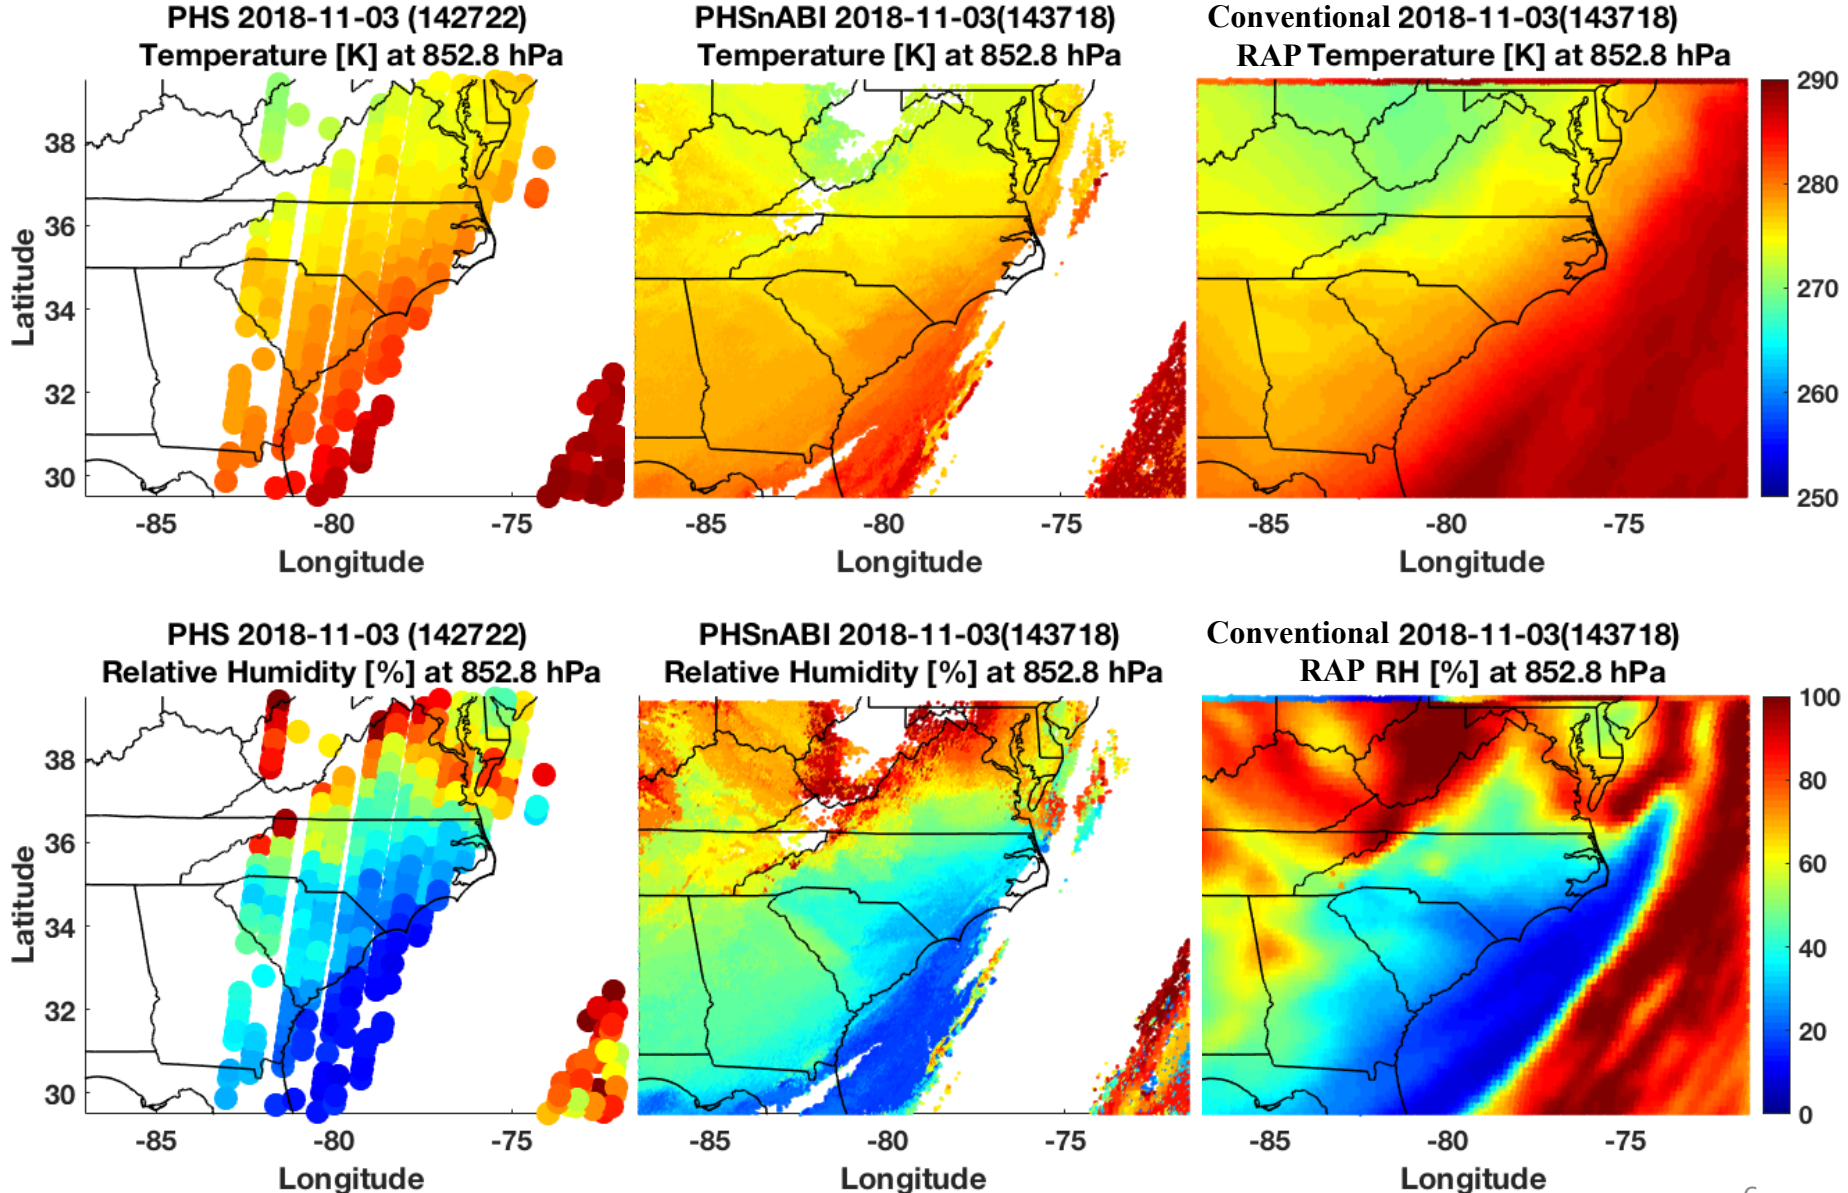 PHS 2018-11-03 (142722)
Temperature [K] at 852.8 hPa
PHSnABI 2018-11-03(143718)
Temperature [K] at 852.8 hPa
Conventional 2018-11-03(143718)
RAP Temperature [K] at 852.8 hPa
Latitude
38
36
34
32
30
-85
-80
-75
Longitude
-85
-80
-75
Longitude
-85
-80
-75
Longitude
290
280
270
260
250
PHS 2018-11-03 (142722)
Relative Humidity [%] at 852.8 hPa
PHSnABI 2018-11-03(143718)
Relative Humidity [%] at 852.8 hPa
Conventional 2018-11-03(143718)
RAP RH [%] at 852.8 hPa
Latitude
38
36
34
32
30
-85
-80
-75
Longitude
-85
-80
-75
Longitude
-85
-80
-75
Longitude
100
80
60
40
20
0